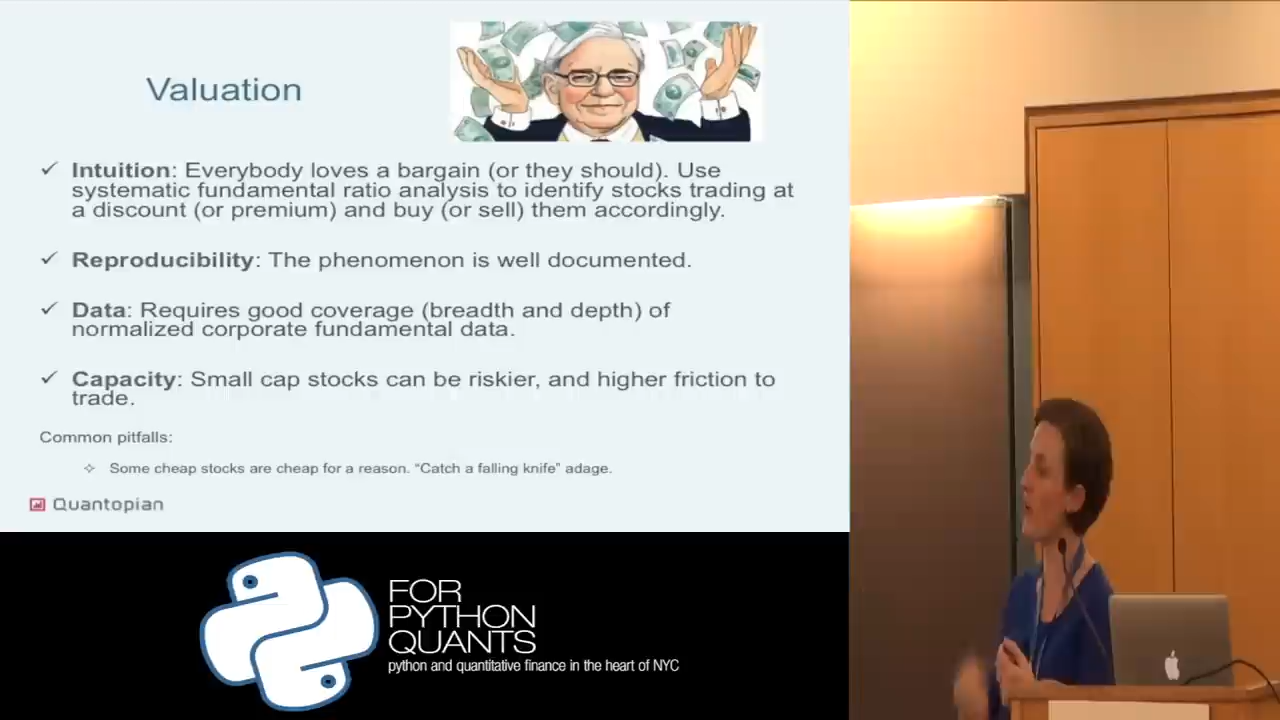 Valuation
✓ Intuition: Everybody loves a bargain (or they should). Use
systematic fundamental ratio analysis to identify stocks trading at
a discount (or premium) and buy (or sell) them accordingly.
✓ Reproducibility: The phenomenon is well documented.
✓ Data: Requires good coverage (breadth and depth) of
normalized corporate fundamental data.
✓ Capacity: Small cap stocks can be riskier, and higher friction to
trade.
Common pitfalls:
✧ Some cheap stocks are cheap for a reason. “Catch a falling knife” adage.
Quantopian
FOR
PYTHON
QUANTS
python and quantitative finance in the heart of NYC